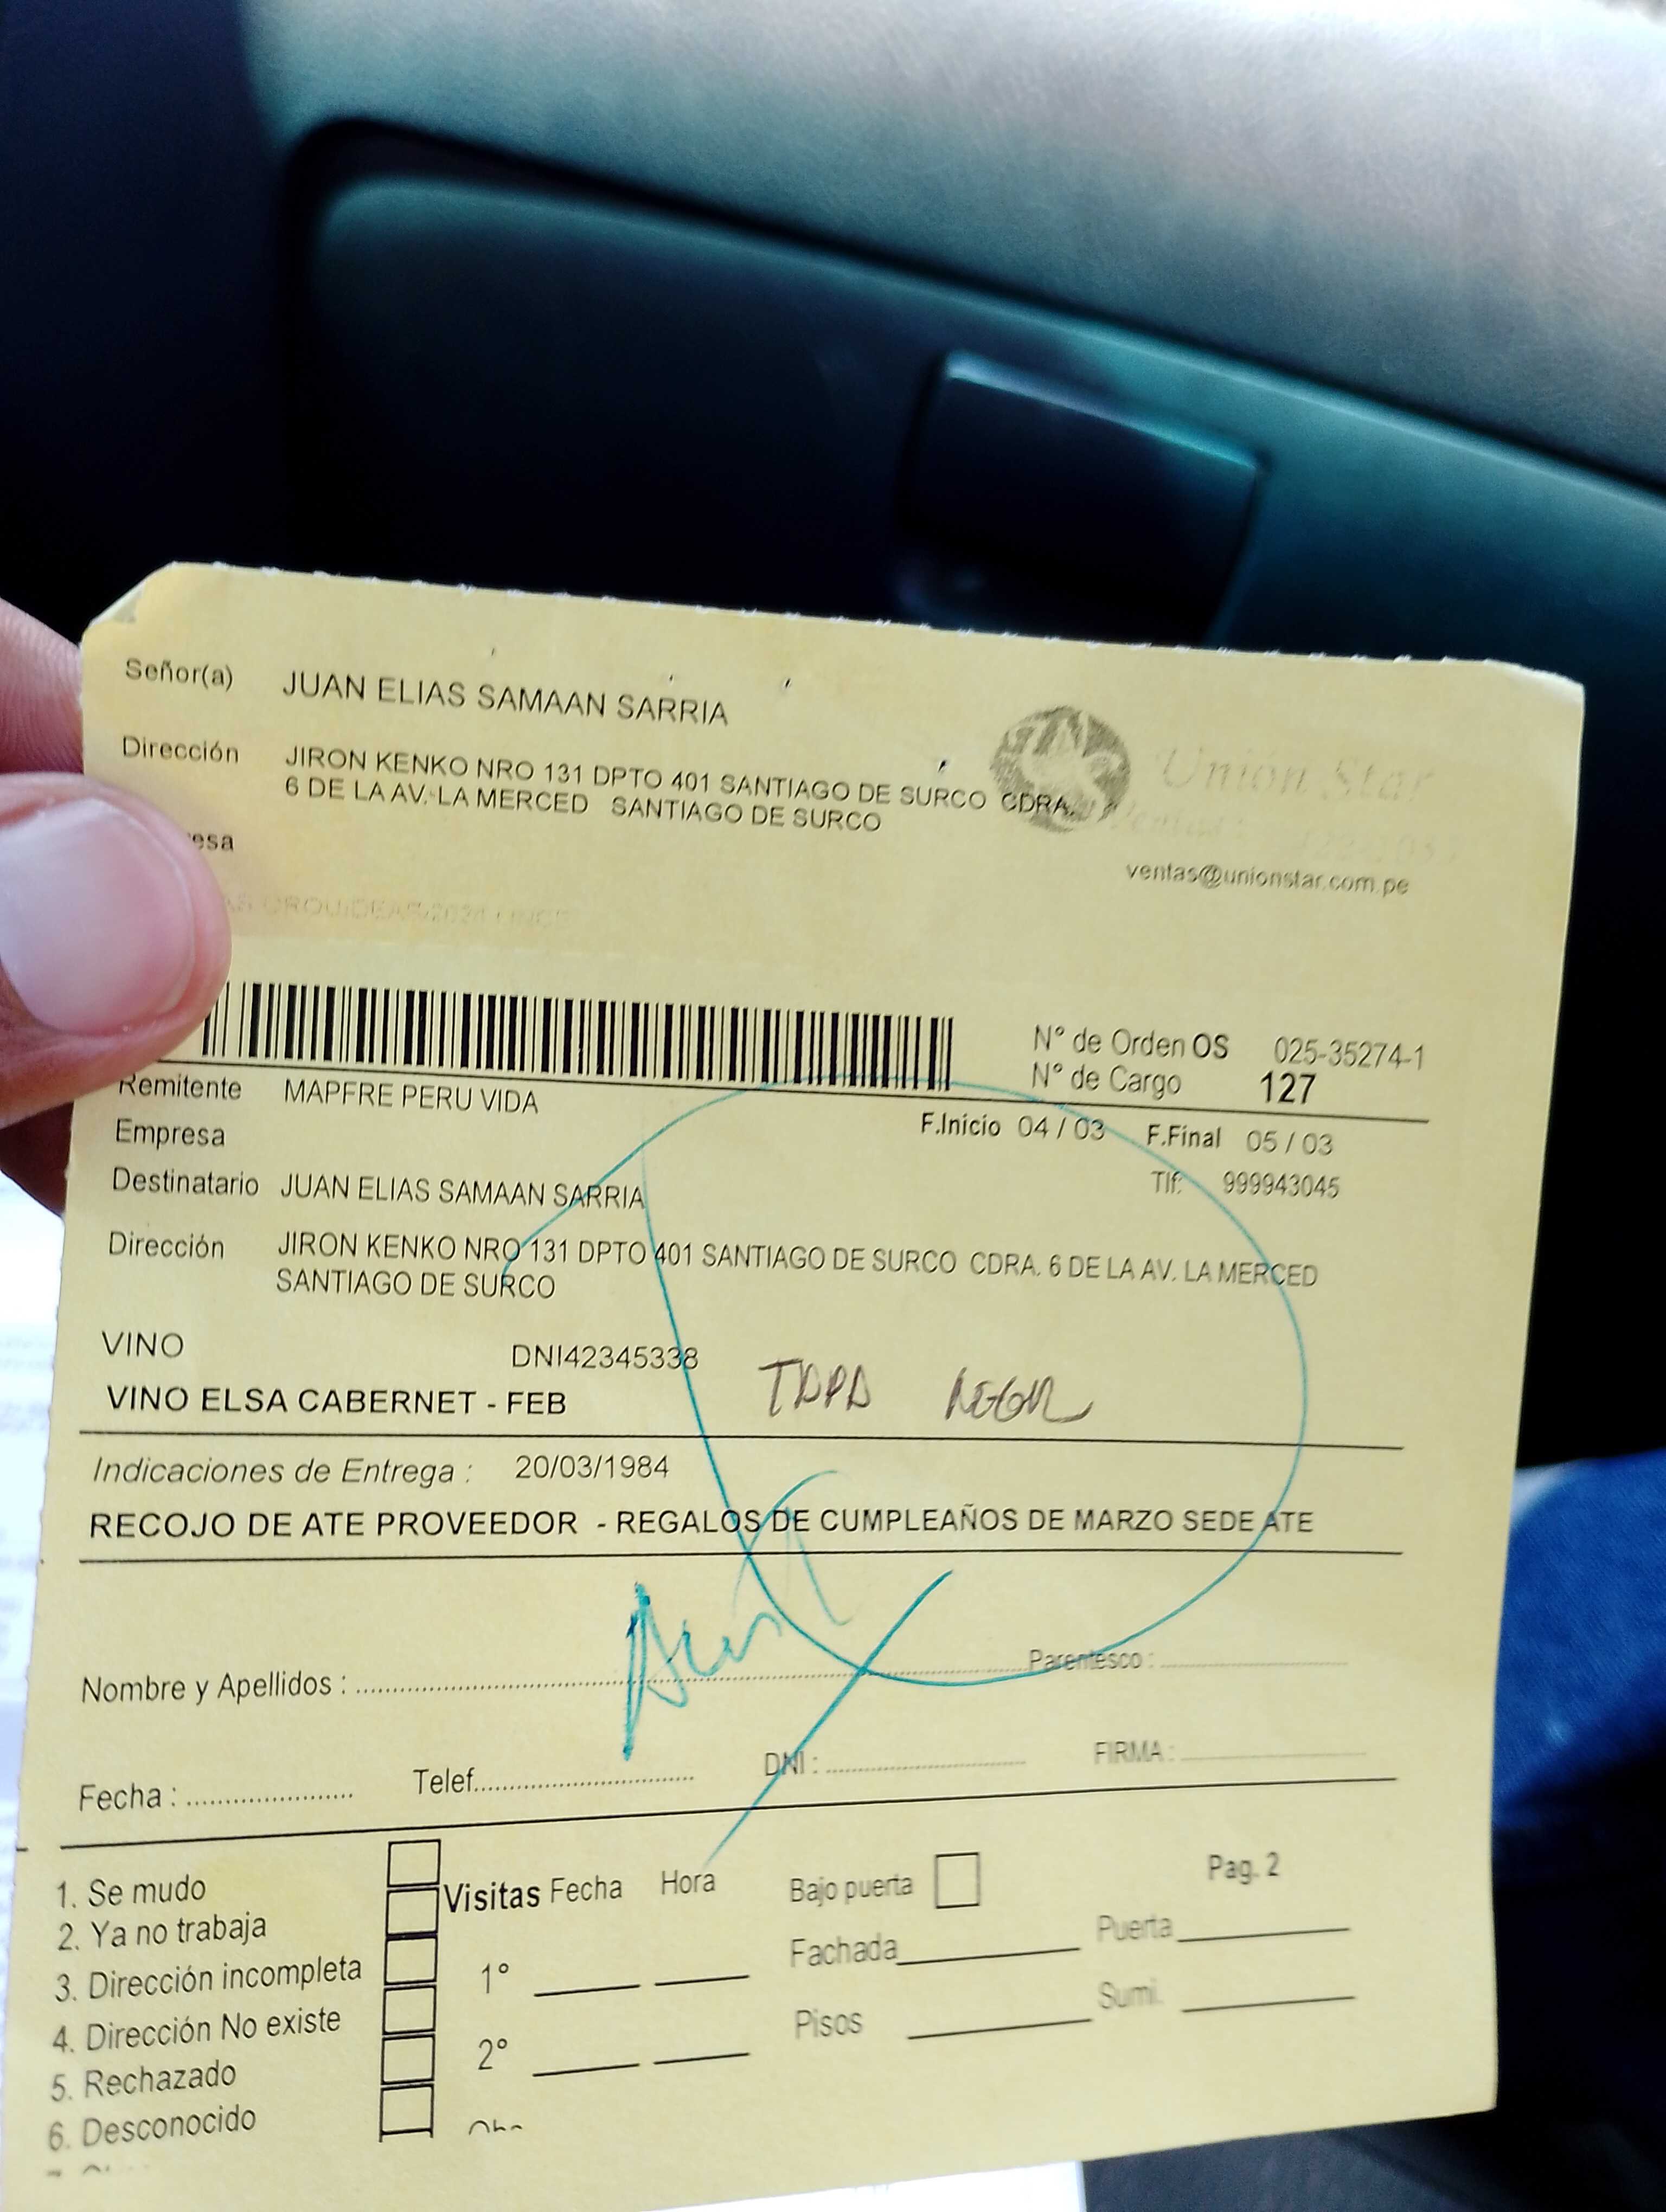 Señor(a) JUAN ELIAS SAMAAN SARRIA
Dirección JIRON KENKO NRO 131 DPTO 401 SANTIAGO DE SURCO CDRA.
6 DE LA AV. LA MERCED SANTIAGO DE SURCO
Union Star
esa
ventas@unionstar.com.pe
N° de Orden OS 025-35274-1
N° de Cargo 127
Remitente MAPFRE PERU VIDA
Empresa
F.Inicio 04 / 03 F.Final 05 / 03
Destinatario JUAN ELIAS SAMAAN SARRIA Tlf: 999943045
Dirección JIRON KENKO NRO 131 DPTO 401 SANTIAGO DE SURCO CDRA. 6 DE LA AV. LA MERCED
SANTIAGO DE SURCO
VINO DNI42345338
VINO ELSA CABERNET - FEB
Indicaciones de Entrega : 20/03/1984
RECOJO DE ATE PROVEEDOR - REGALOS DE CUMPLEAÑOS DE MARZO SEDE ATE
Nombre y Apellidos : Parentesco :
Fecha : Telef. DNI : FIRMA :
1. Se mudo
2. Ya no trabaja
3. Dirección incompleta
4. Dirección No existe
5. Rechazado
6. Desconocido
Visitas Fecha Hora
1°
2°
Bajo puerta
Pag. 2
Fachada Puerta
Pisos Sumi.